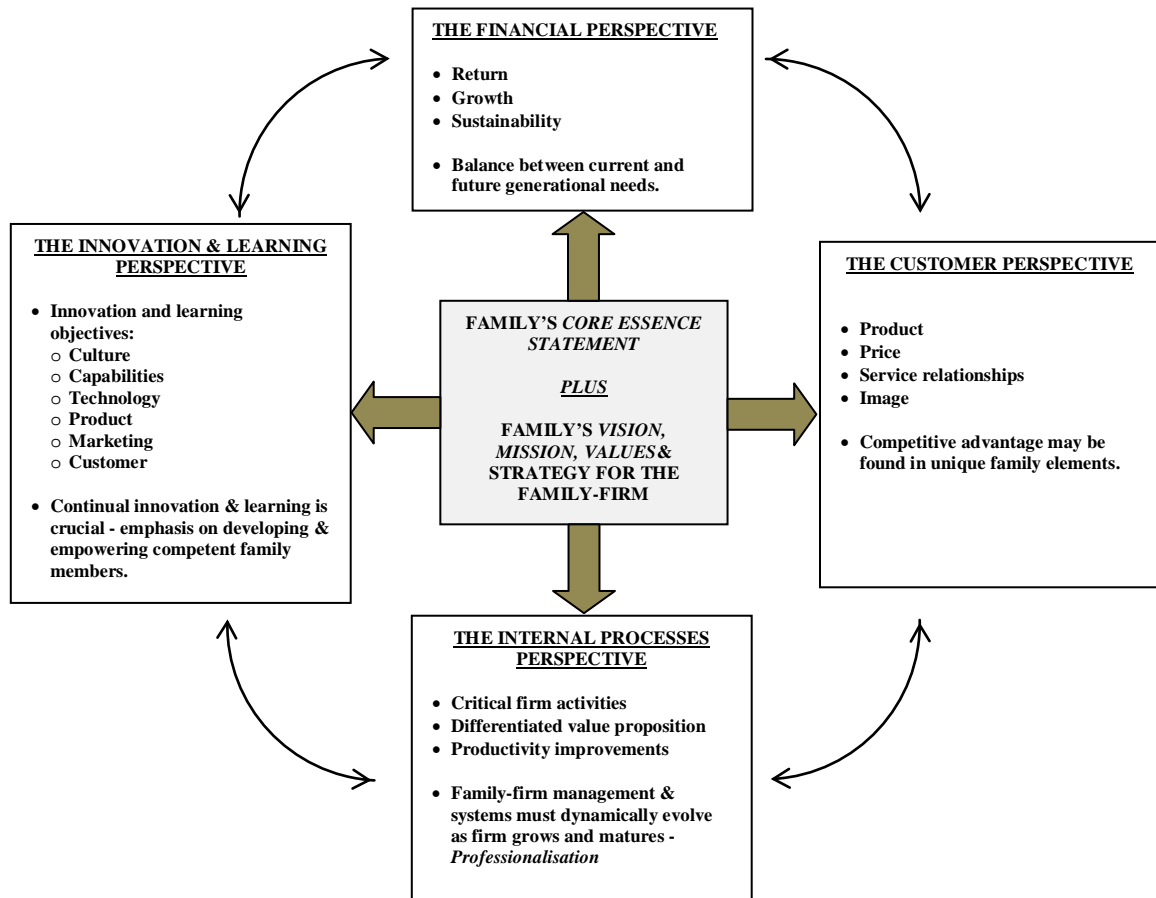 THE FINANCIAL PERSPECTIVE
• Return
• Growth
• Sustainability
• Balance between current and
future generational needs.
THE INNOVATION & LEARNING
PERSPECTIVE
• Innovation and learning
objectives:
o Culture
o Capabilities
o Technology
o Product
o Marketing
o Customer
• Continual innovation & learning is
crucial - emphasis on developing &
empowering competent family
members.
FAMILY'S CORE ESSENCE
STATEMENT
PLUS
FAMILY'S VISION,
MISSION, VALUES &
STRATEGY FOR THE
FAMILY-FIRM
THE CUSTOMER PERSPECTIVE
• Product
• Price
• Service relationships
• Image
• Competitive advantage may be
found in unique family elements.
THE INTERNAL PROCESSES
PERSPECTIVE
• Critical firm activities
• Differentiated value proposition
• Productivity improvements
• Family-firm management &
systems must dynamically evolve
as firm grows and matures -
Professionalisation